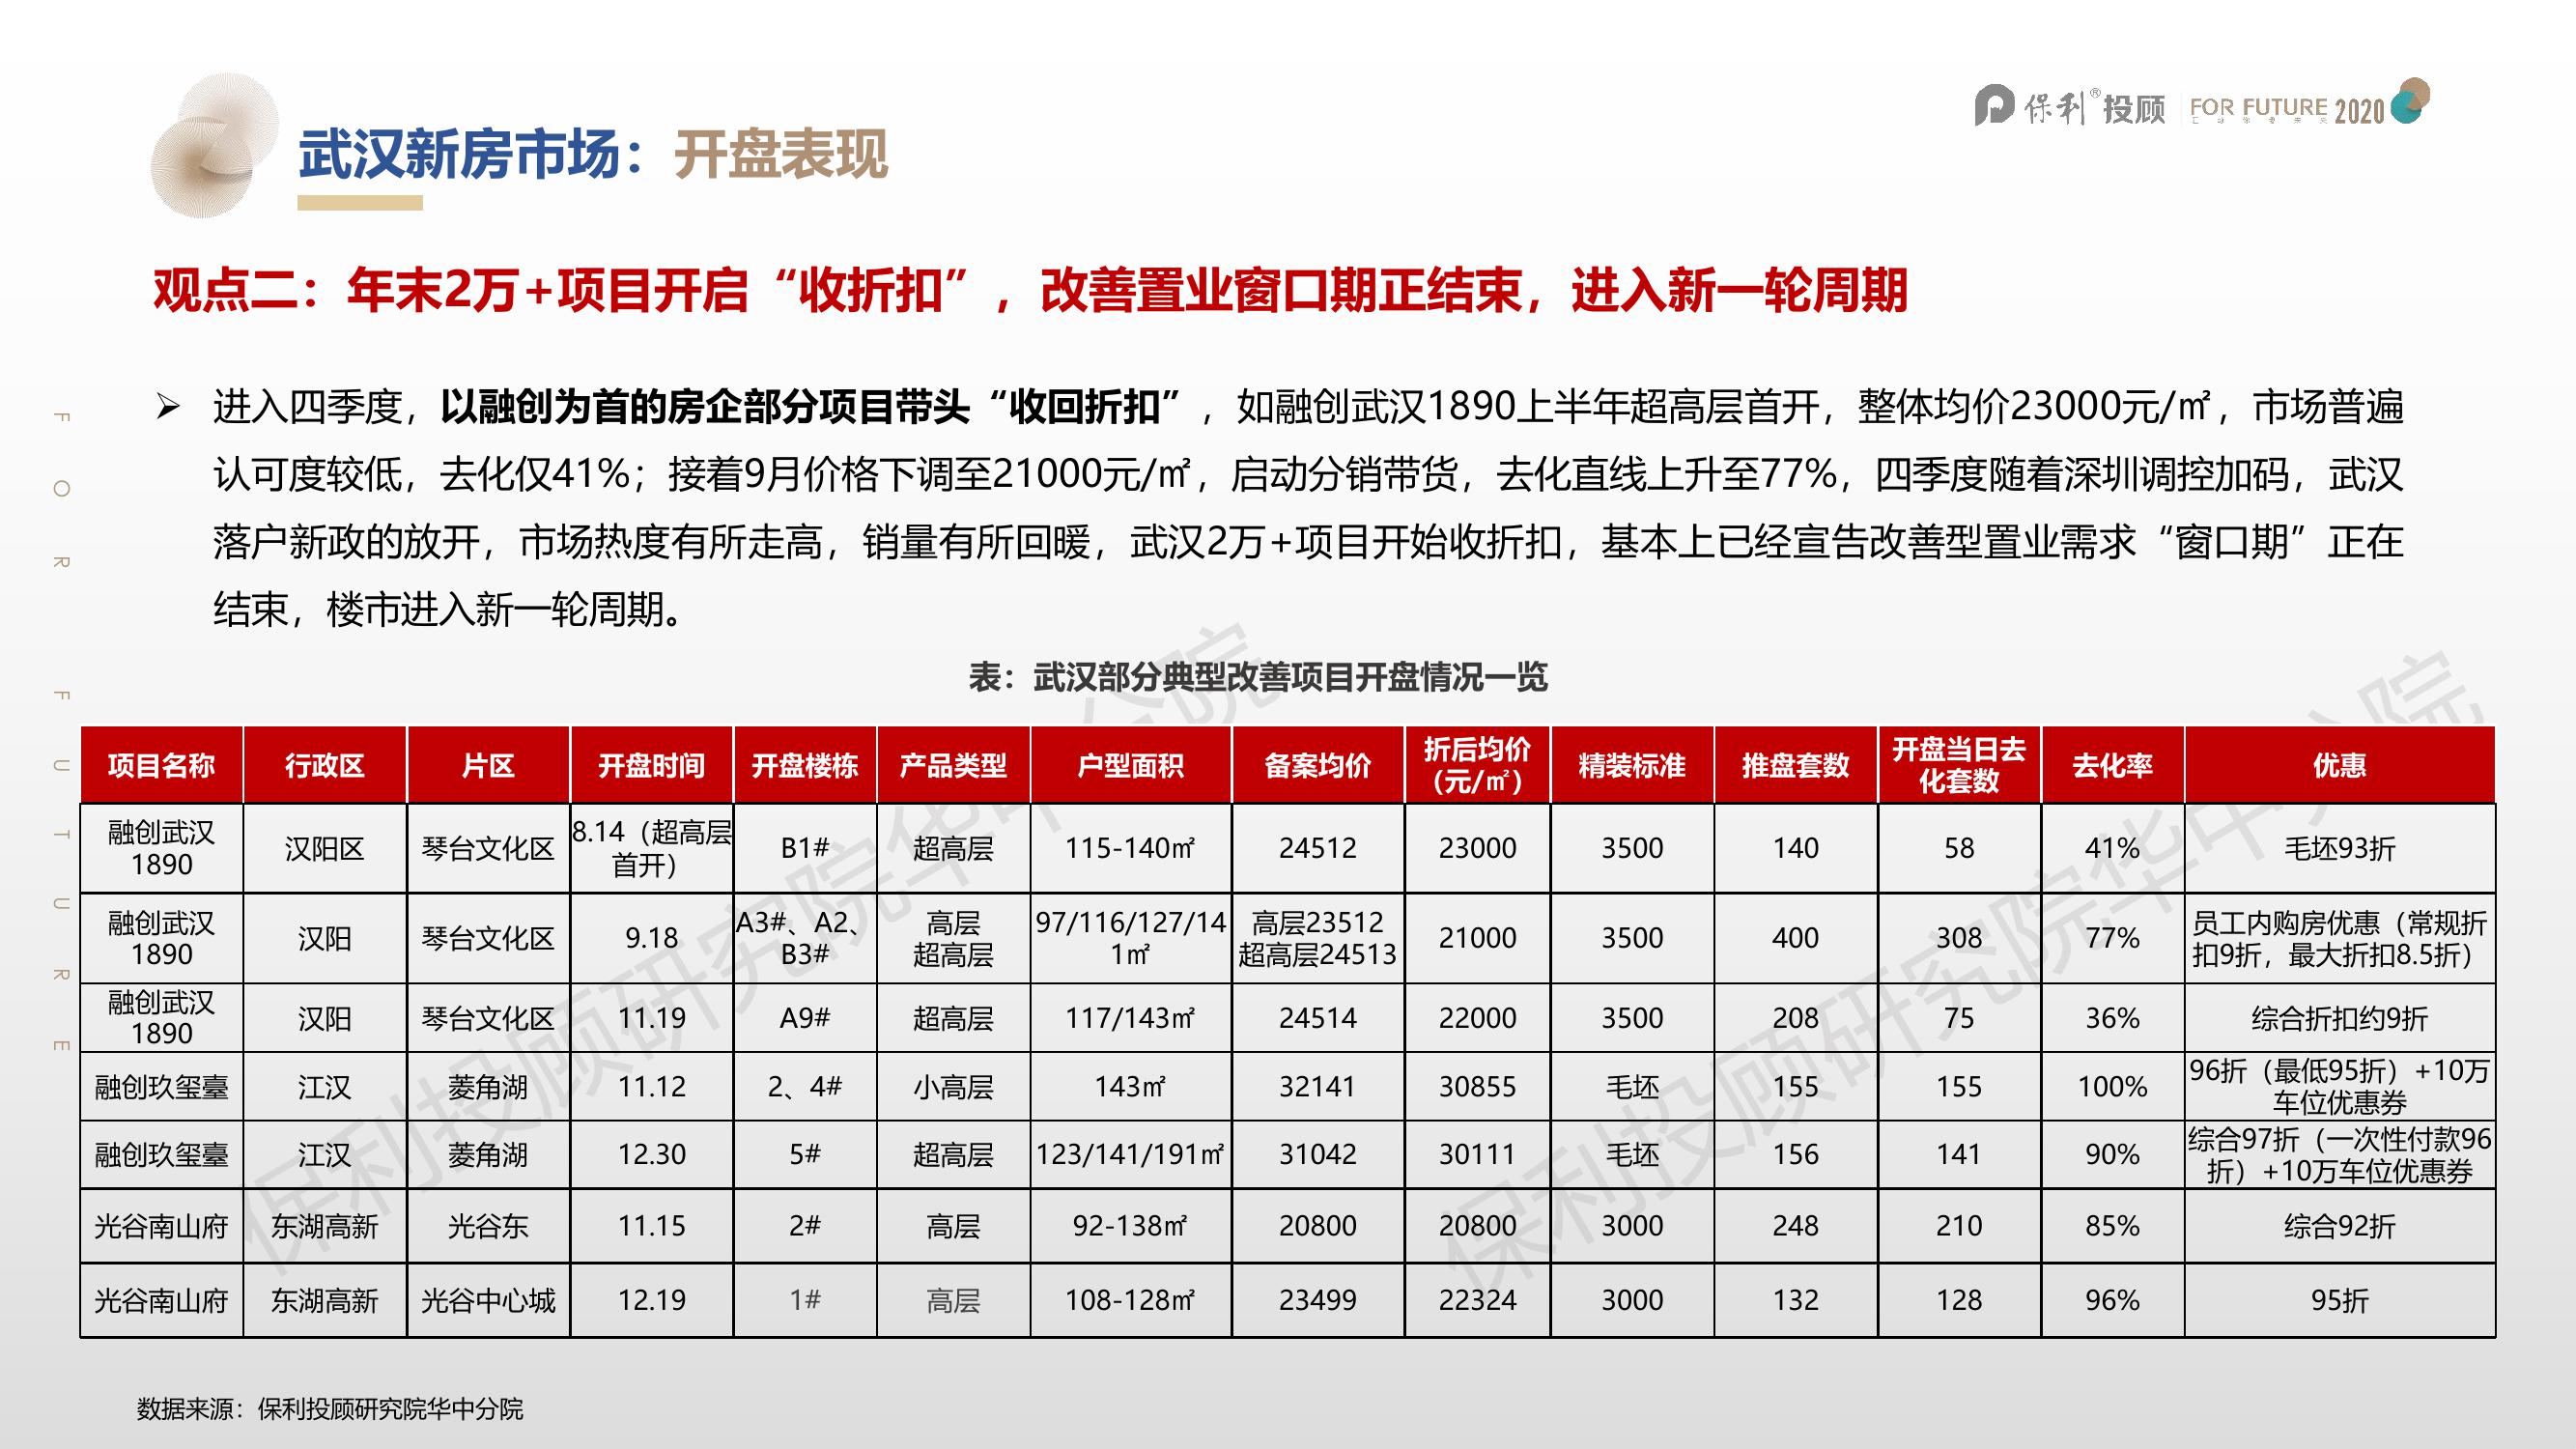 保利®投顾 FOR FUTURE 2020
武汉新房市场：开盘表现
观点二：年末2万+项目开启“收折扣”，改善置业窗口期正结束，进入新一轮周期
➢ 进入四季度，以融创为首的房企部分项目带头“收回折扣”，如融创武汉1890上半年超高层首开，整体均价23000元/㎡，市场普遍
认可度较低，去化仅41%；接着9月价格下调至21000元/㎡，启动分销带货，去化直线上升至77%，四季度随着深圳调控加码，武汉
落户新政的放开，市场热度有所走高，销量有所回暖，武汉2万+项目开始收折扣，基本上已经宣告改善型置业需求“窗口期”正在
结束，楼市进入新一轮周期。
FOR FUTURE
表：武汉部分典型改善项目开盘情况一览
项目名称 行政区 片区 开盘时间 开盘楼栋 产品类型 户型面积 备案均价 折后均价（元/㎡） 精装标准 推盘套数 开盘当日去化套数 去化率 优惠
融创武汉1890 汉阳区 琴台文化区 8.14（超高层首开） B1# 超高层 115-140㎡ 24512 23000 3500 140 58 41% 毛坯93折
融创武汉1890 汉阳 琴台文化区 9.18 A3#、A2、B3# 高层 超高层 97/116/127/141㎡ 高层23512 超高层24513 21000 3500 400 308 77% 员工内购房优惠（常规折扣9折，最大折扣8.5折）
融创武汉1890 汉阳 琴台文化区 11.19 A9# 超高层 117/143㎡ 24514 22000 3500 208 75 36% 综合折扣约9折
融创玖玺臺 江汉 菱角湖 11.12 2、4# 小高层 143㎡ 32141 30855 毛坯 155 155 100% 96折（最低95折）+10万车位优惠券
融创玖玺臺 江汉 菱角湖 12.30 5# 超高层 123/141/191㎡ 31042 30111 毛坯 156 141 90% 综合97折（一次性付款96折）+10万车位优惠券
光谷南山府 东湖高新 光谷东 11.15 2# 高层 92-138㎡ 20800 20800 3000 248 210 85% 综合92折
光谷南山府 东湖高新 光谷中心城 12.19 1# 高层 108-128㎡ 23499 22324 3000 132 128 96% 95折
保利投顾研究院华中分院
保利投顾研究院华中分院
数据来源：保利投顾研究院华中分院